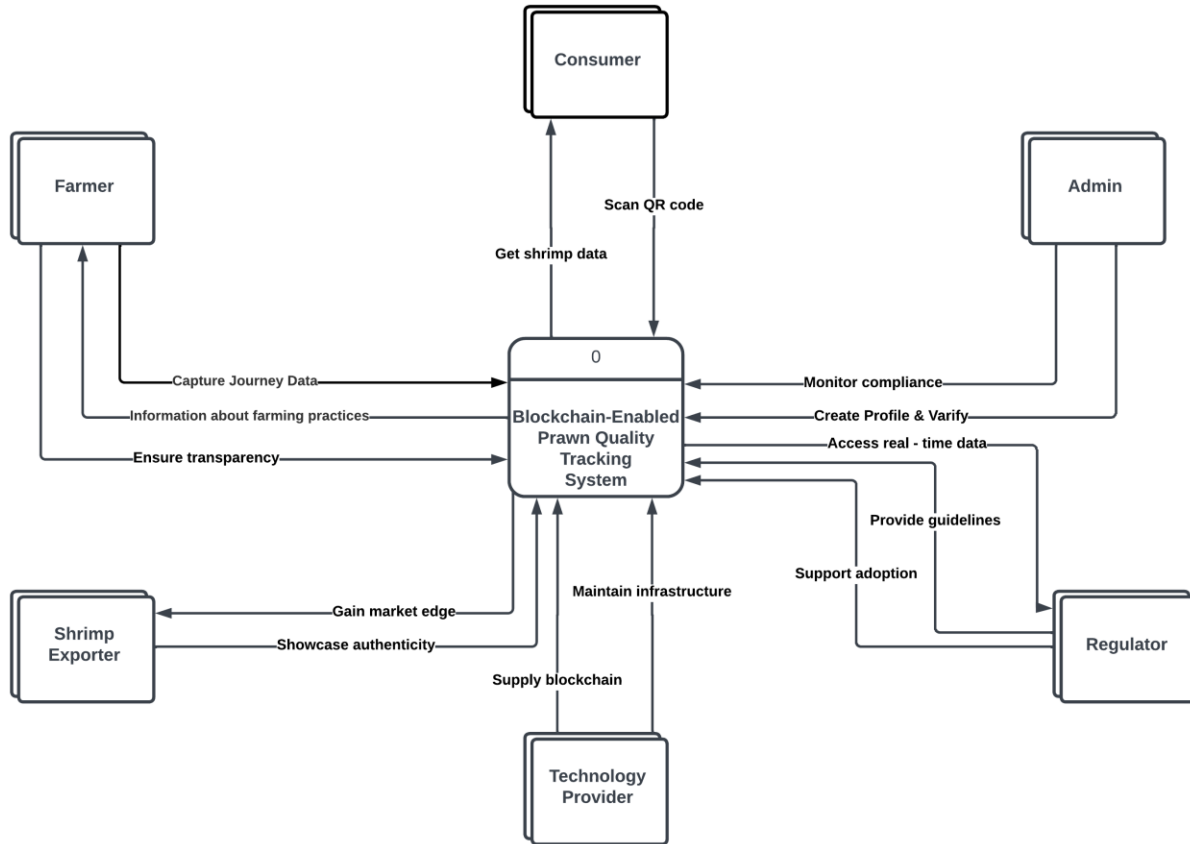 Consumer
Farmer
Admin
Scan QR code
Get shrimp data
0
Blockchain-Enabled
Prawn Quality
Tracking
System
Capture Journey Data
Information about farming practices
Ensure transparency
Monitor compliance
Create Profile & Varify
Access real - time data
Provide guidelines
Support adoption
Maintain infrastructure
Gain market edge
Showcase authenticity
Supply blockchain
Shrimp
Exporter
Regulator
Technology
Provider